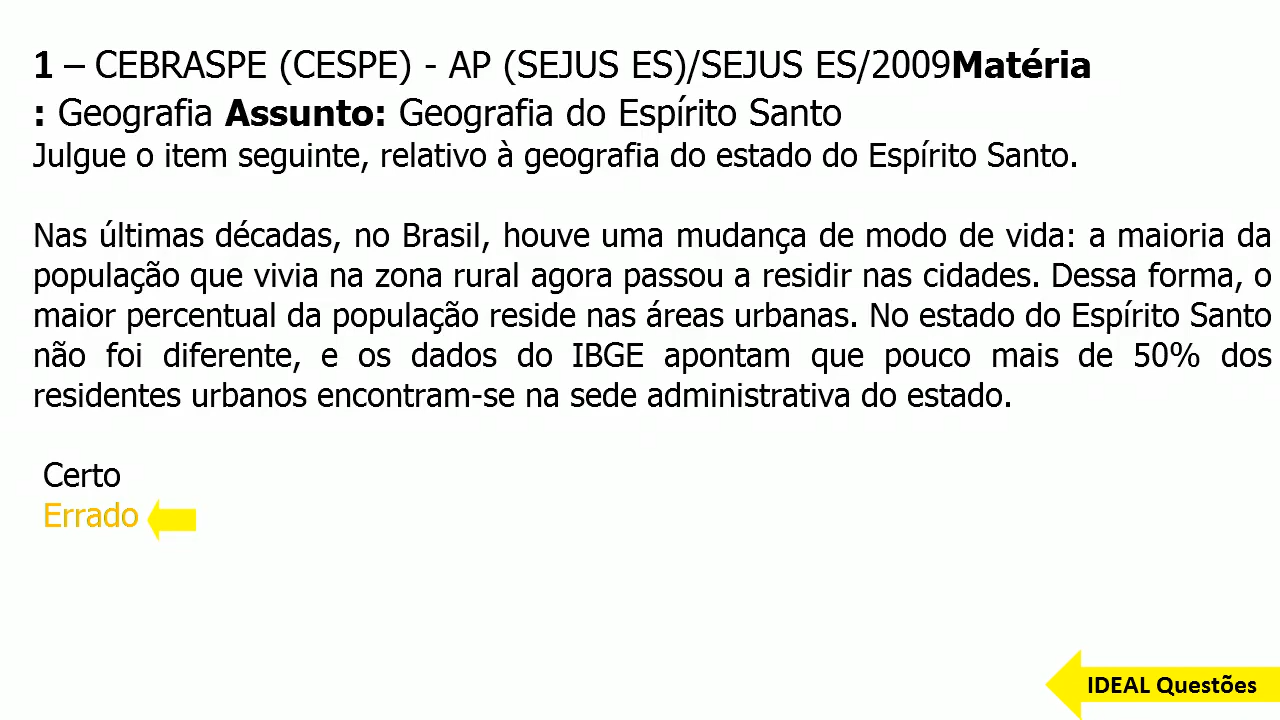 1 – CEBRASPE (CESPE) - AP (SEJUS ES)/SEJUS ES/2009Matéria
: Geografia Assunto: Geografia do Espírito Santo
Julgue o item seguinte, relativo à geografia do estado do Espírito Santo.
Nas últimas décadas, no Brasil, houve uma mudança de modo de vida: a maioria da
população que vivia na zona rural agora passou a residir nas cidades. Dessa forma, o
maior percentual da população reside nas áreas urbanas. No estado do Espírito Santo
não foi diferente, e os dados do IBGE apontam que pouco mais de 50% dos
residentes urbanos encontram-se na sede administrativa do estado.
Certo
Errado
IDEAL Questões